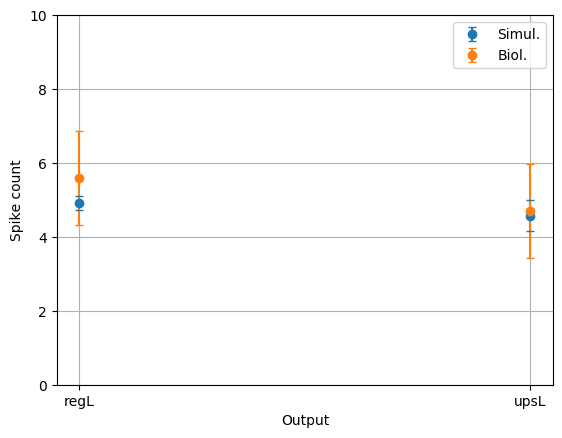 10
8
6
4
2
0
Spike count
Simul.
Biol.
regL
upsL
Output